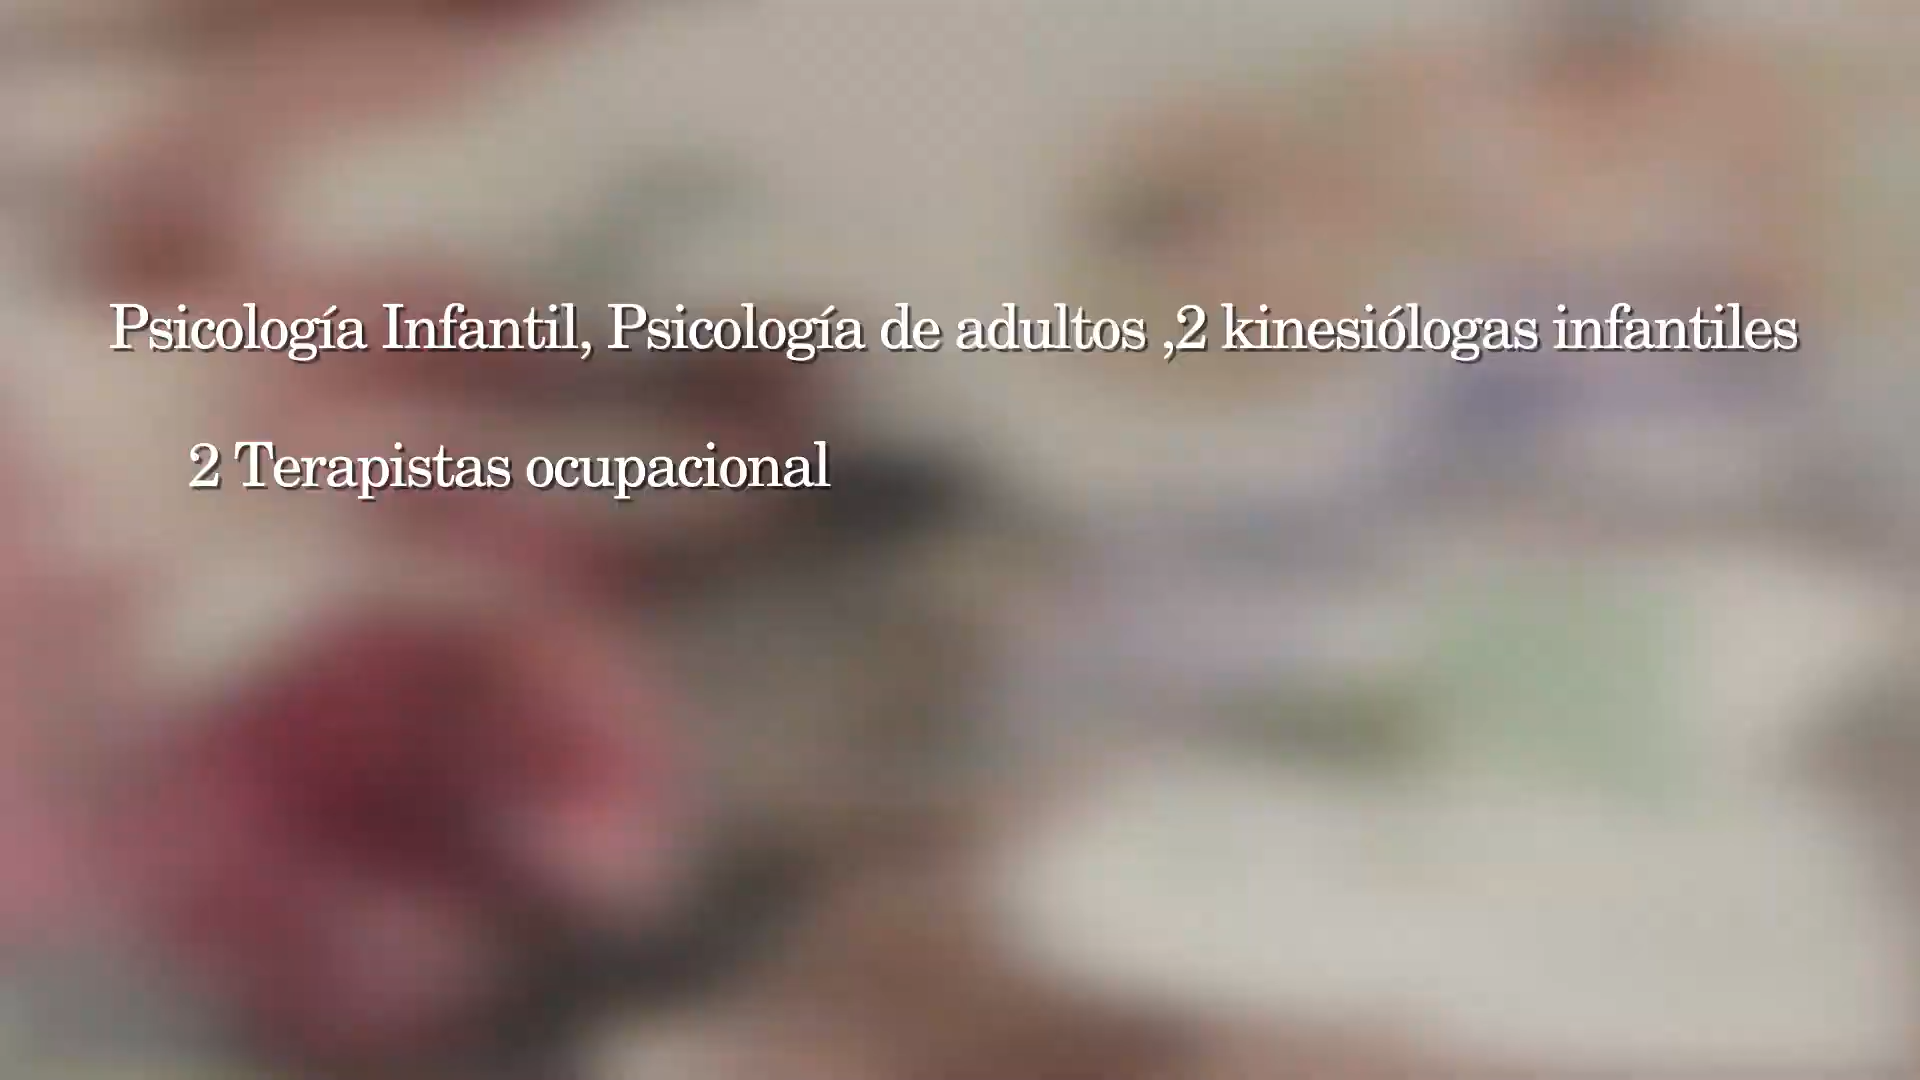 Psicología Infantil, Psicología de adultos ,2 kinesiólogas infantiles
2 Terapistas ocupacional